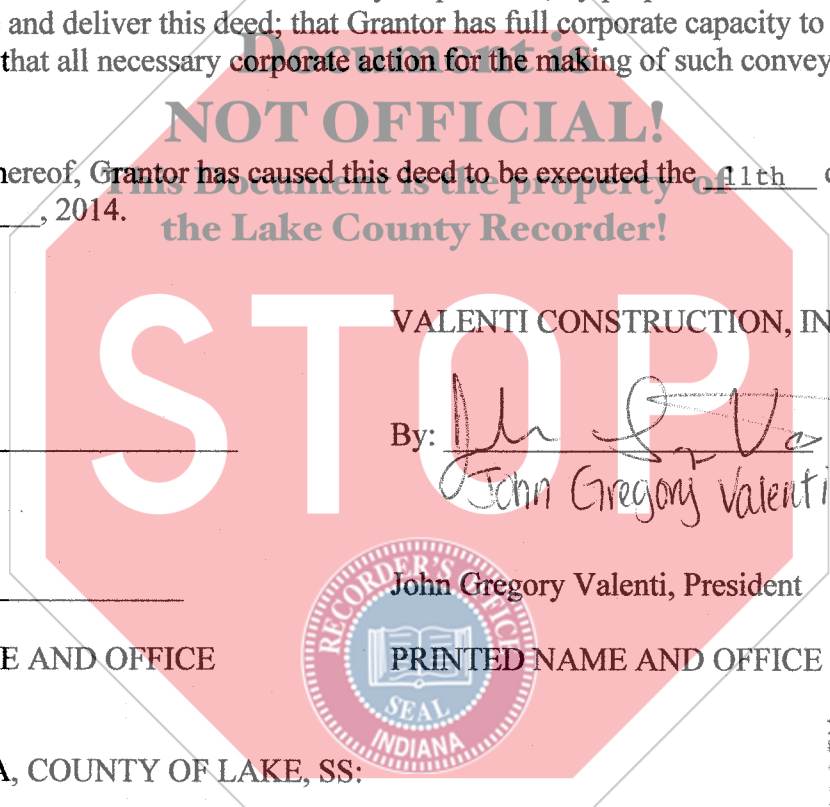 and deliver this deed; that Grantor has full corporate capacity to
Document is
that all necessary corporate action for the making of such convey
NOT OFFICIAL!
hereof, Grantor has caused this deed to be executed the 11th
This Document is the property of
, 2014.
the Lake County Recorder!
STOP
VALENTI CONSTRUCTION, IN
By:
John Gregory Valenti
RECORDER'S OFFICE
John Gregory Valenti, President
E AND OFFICE
PRINTED NAME AND OFFICE
SEAL
INDIANA
A, COUNTY OF LAKE, SS: